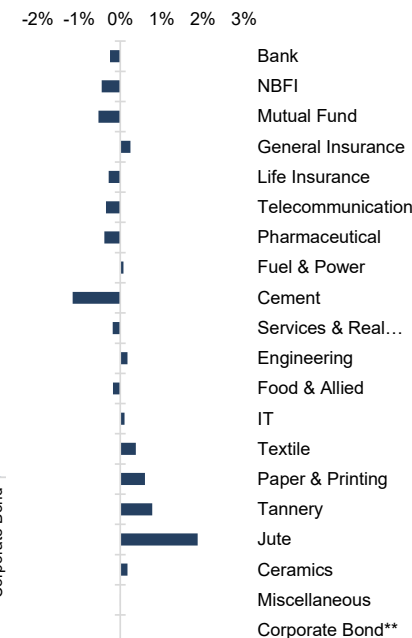 -2% -1% 0% 1% 2% 3%
Bank
NBFI
Mutual Fund
General Insurance
Life Insurance
Telecommunication
Pharmaceutical
Fuel & Power
Cement
Services & Real…
Engineering
Food & Allied
IT
Textile
Paper & Printing
Tannery
Jute
Ceramics
Miscellaneous
Corporate Bond**